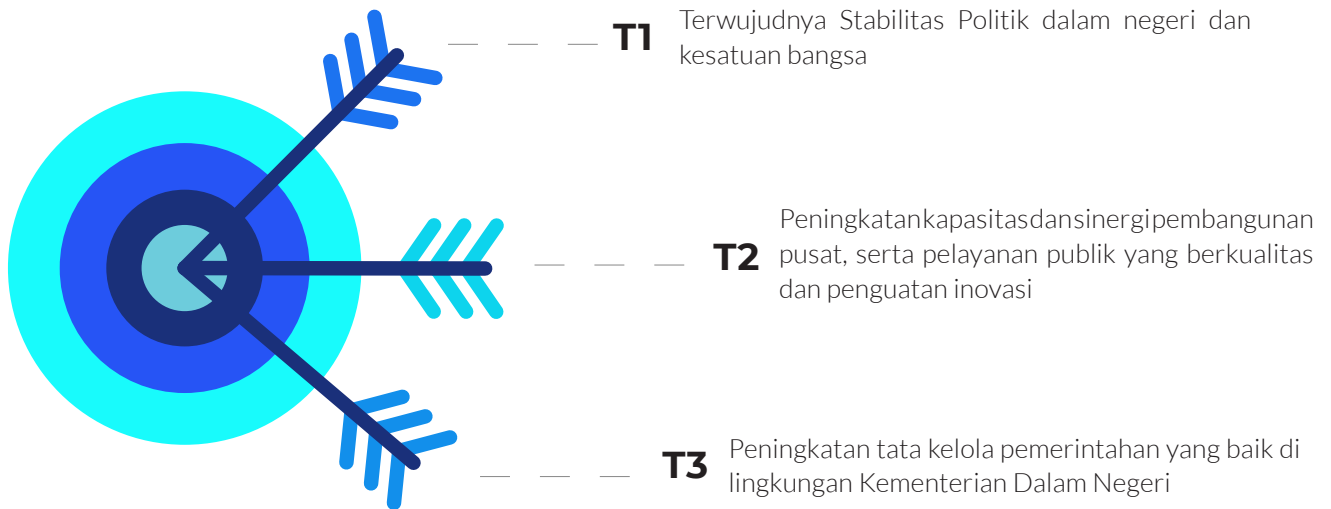 T1
Terwujudnya Stabilitas Politik dalam negeri dan
kesatuan bangsa
T2
Peningkatankapasitasdansinergipembangunan
pusat, serta pelayanan publik yang berkualitas
dan penguatan inovasi
T3
Peningkatan tata kelola pemerintahan yang baik di
lingkungan Kementerian Dalam Negeri